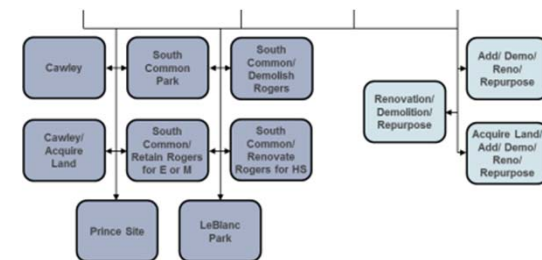 Cawley
South
Common
Park
South
Common/
Demolish
Rogers
Cawley/
Acquire
Land
South
Common/
Retain Rogers
for E or M
South
Common/
Renovate
Rogers for HS
Prince Site
LeBlanc
Park
Renovation/
Demolition/
Repurpose
Add/ Demo/
Reno/
Repurpose
Acquire Land/
Add/ Demo/
Reno/
Repurpose